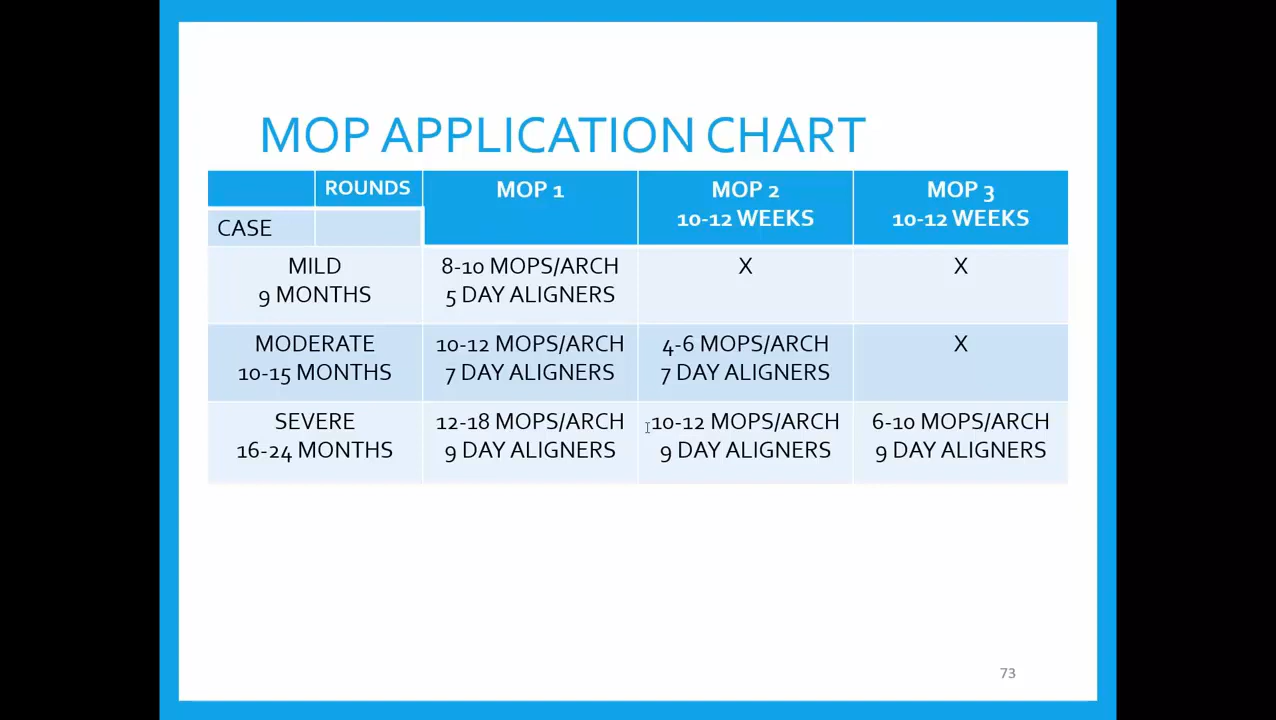 MOP APPLICATION CHART
ROUNDS
MOP 1
MOP 2
10-12 WEEKS
MOP 3
10-12 WEEKS
CASE
MILD
9 MONTHS
8-10 MOPS/ARCH
5 DAY ALIGNERS
X
X
MODERATE
10-15 MONTHS
10-12 MOPS/ARCH
7 DAY ALIGNERS
4-6 MOPS/ARCH
7 DAY ALIGNERS
X
SEVERE
16-24 MONTHS
12-18 MOPS/ARCH
9 DAY ALIGNERS
10-12 MOPS/ARCH
9 DAY ALIGNERS
6-10 MOPS/ARCH
9 DAY ALIGNERS
73